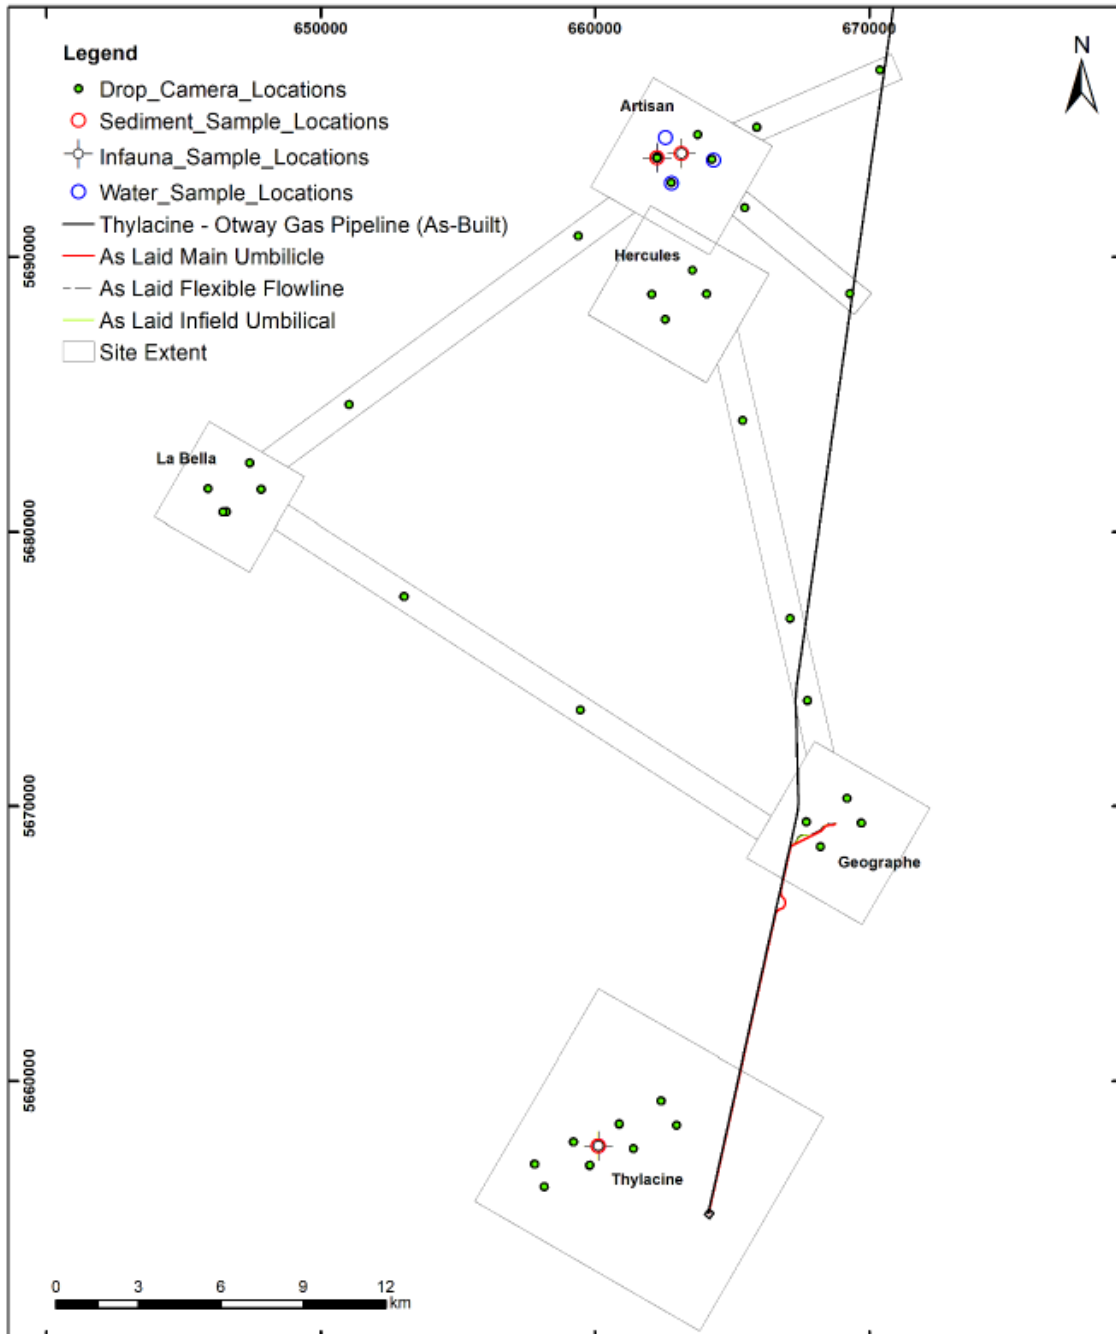 650000
660000
670000
N
Legend
Drop_Camera_Locations
Sediment_Sample_Locations
Infauna_Sample_Locations
Water_Sample_Locations
Thylacine - Otway Gas Pipeline (As-Built)
As Laid Main Umbilicle
As Laid Flexible Flowline
As Laid Infield Umbilical
Site Extent
Artisan
Hercules
La Bella
Geographe
Thylacine
5690000
5680000
5670000
5660000
0 3 6 9 12
km